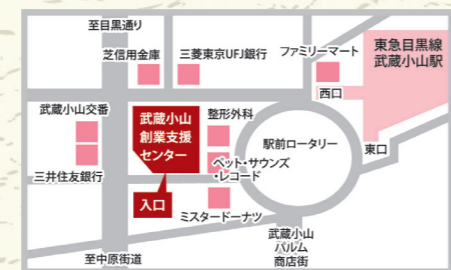 至目黒通り
芝信用金庫
三菱東京UFJ銀行
ファミリーマート
東急目黒線
武蔵小山駅
西口
武蔵小山交番
武蔵小山
創業支援
センター
整形外科
駅前ロータリー
東口
三井住友銀行
ペット・サウンズ
・レコード
入口
ミスタードーナツ
武蔵小山
パルム
商店街
至中原街道